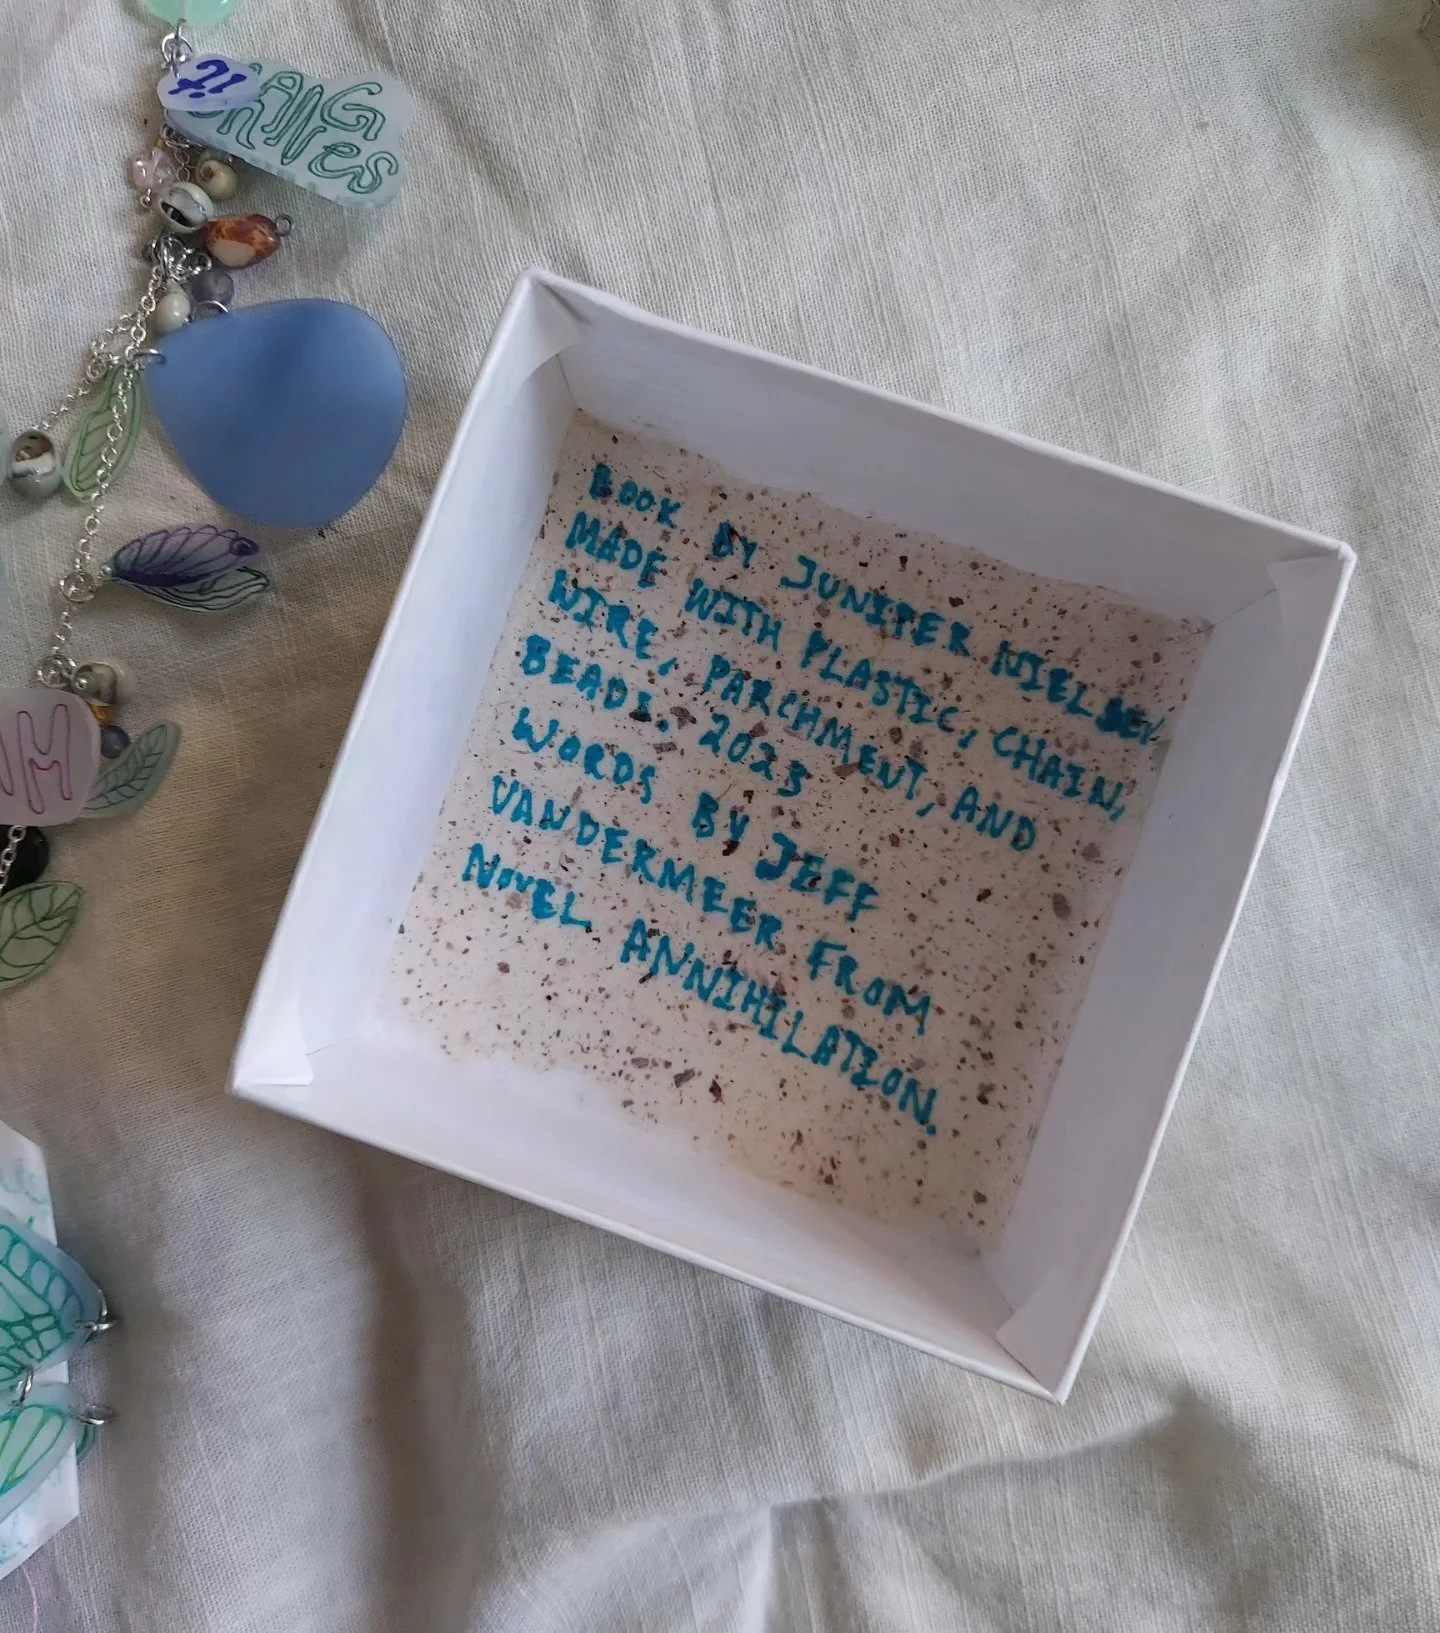 BOOK BY JUNIPER NIELSEN.
MADE WITH PLASTIC, CHAIN,
WIRE, PARCHMENT, AND
BEADS. 2023
WORDS BY JEFF
VANDERMEER FROM
NOVEL ANNIHILATION.